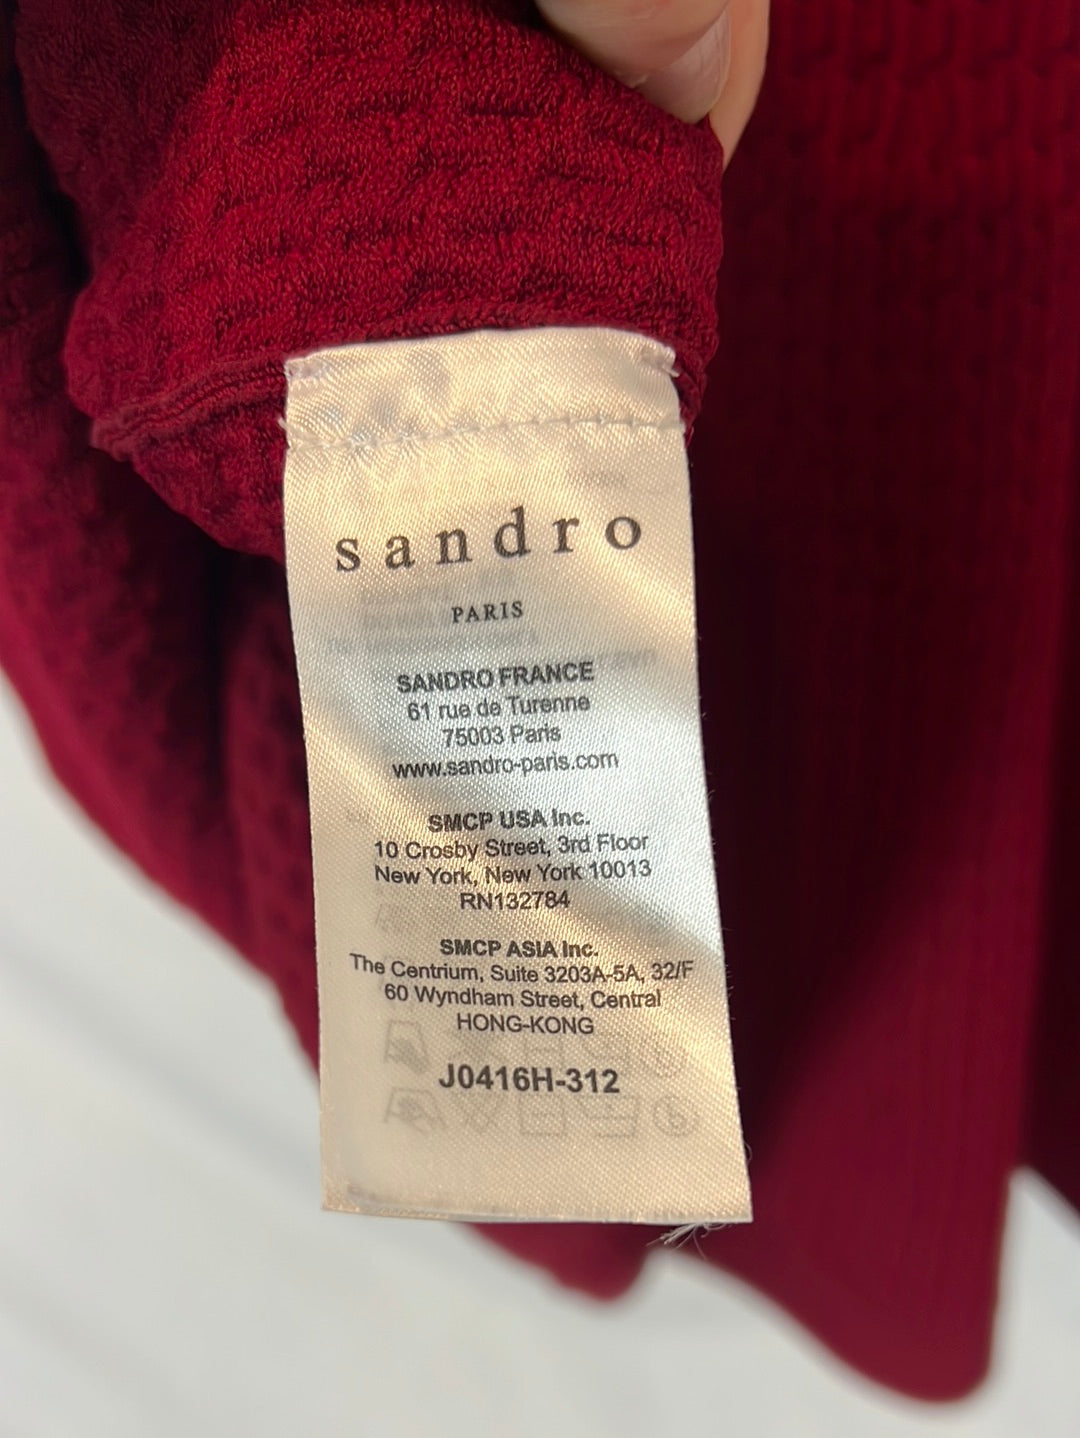 sandro
PARIS
SANDRO FRANCE
61 rue de Turenne
75003 Paris
www.sandro-paris.com
SMCP USA Inc.
10 Crosby Street, 3rd Floor
New York, New York 10013
RN132784
SMCP ASIA Inc.
The Centrium, Suite 3203A-5A, 32/F
60 Wyndham Street, Central
HONG-KONG
J0416H-312